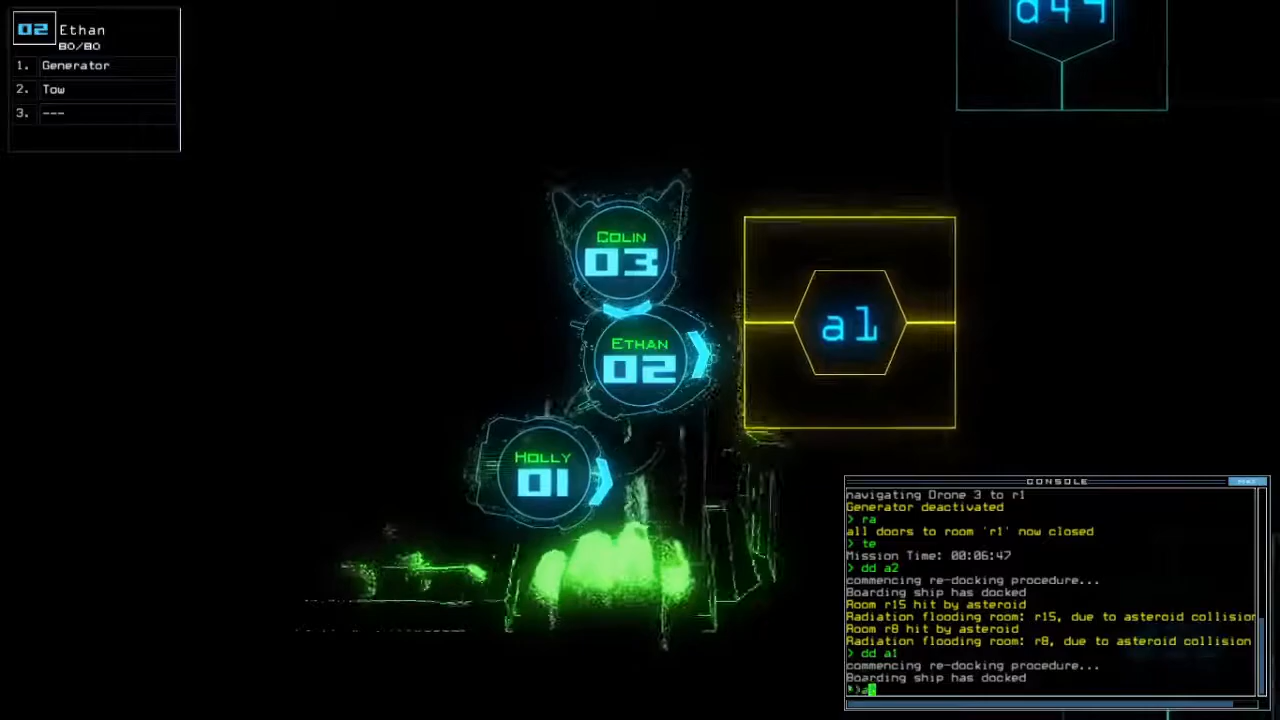 02 Ethan
80/80
1. Generator
2. Tow
3. ---
a49
COLIN
03
ETHAN
02
a1
HOLLY
01
CONSOLE
navigating Drone 3 to r1
Generator deactivated
> ra
all doors to room 'r1' now closed
> te
Mission Time: 00:06:47
> dd a2
commencing re-docking procedure...
Boarding ship has docked
Room r15 hit by asteroid
Radiation flooding room: r15, due to asteroid collision
Room r8 hit by asteroid
Radiation flooding room: r8, due to asteroid collision
> dd a1
commencing re-docking procedure...
Boarding ship has docked